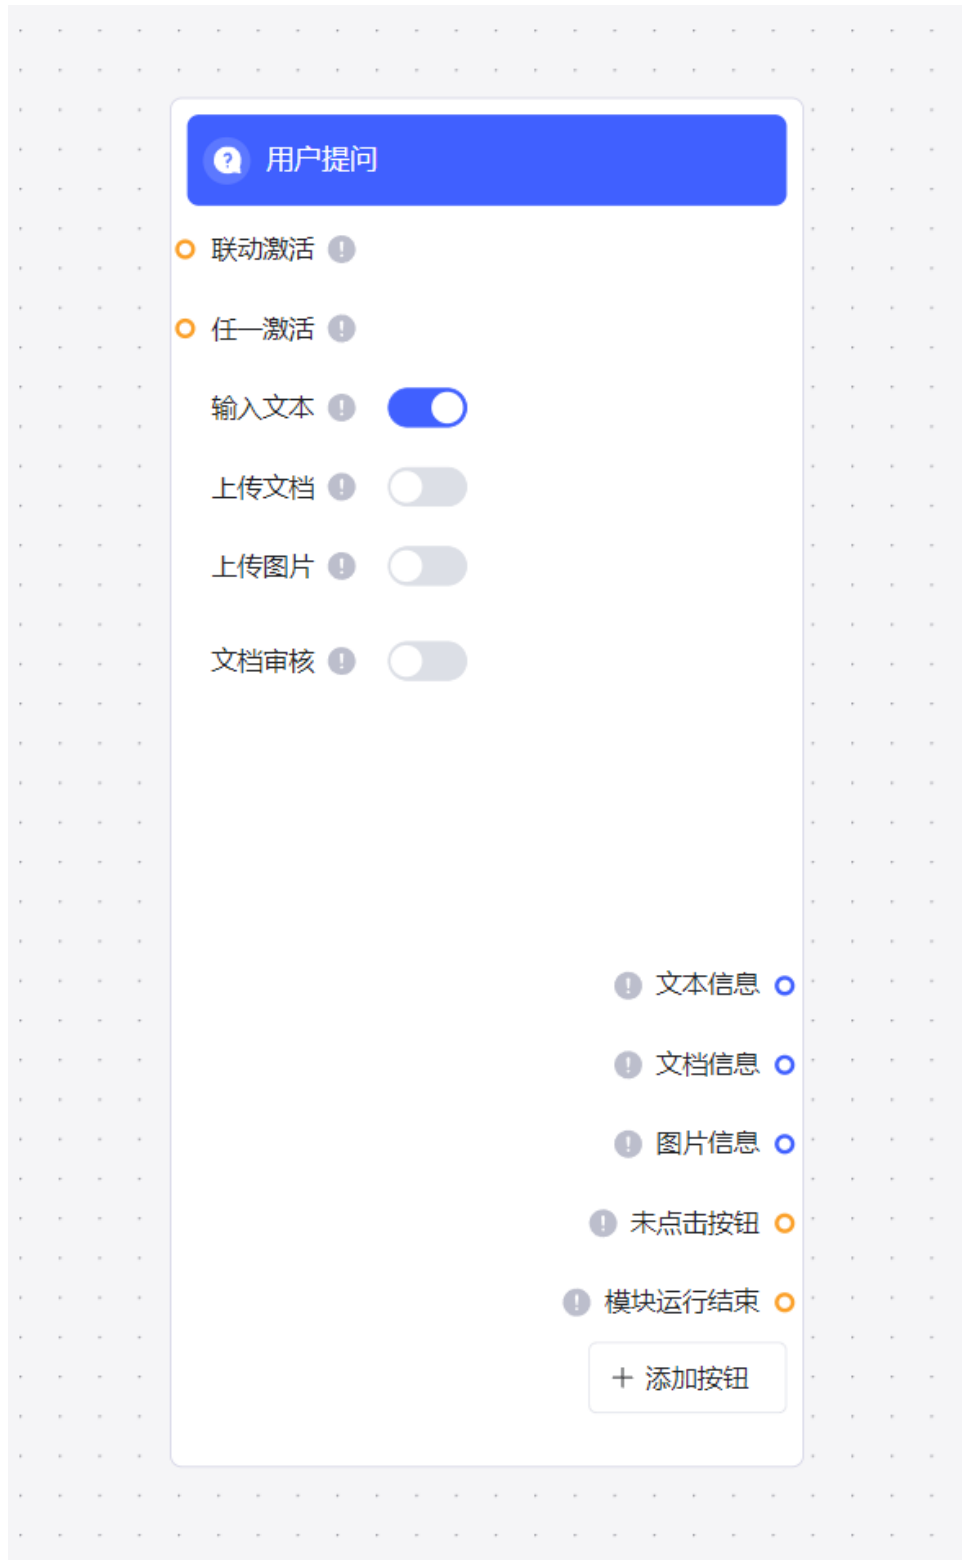 用户提问
联动激活
任一激活
输入文本
上传文档
上传图片
文档审核
文本信息
文档信息
图片信息
未点击按钮
模块运行结束
+ 添加按钮